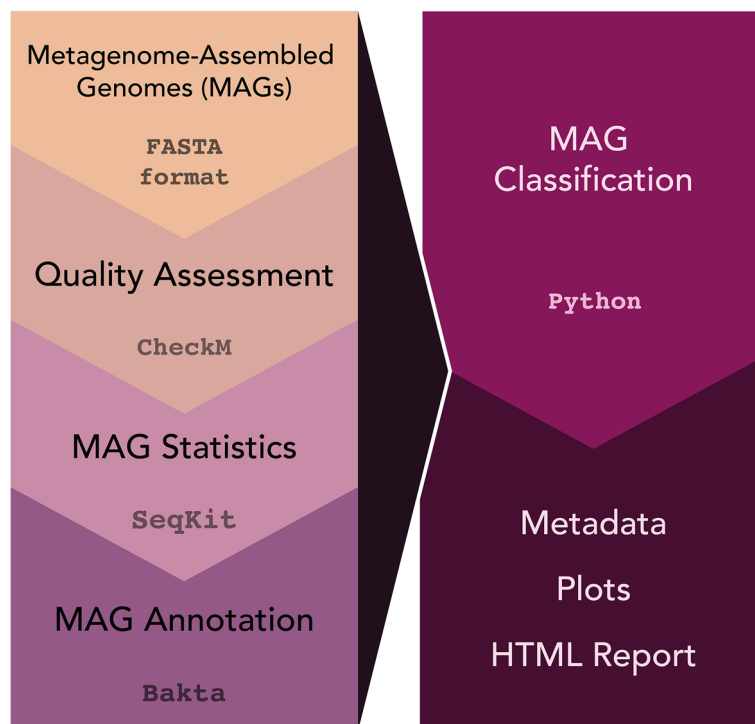 Metagenome-Assembled
Genomes (MAGs)
FASTA
format
Quality Assessment
CheckM
MAG Statistics
SeqKit
MAG Annotation
Bakta
MAG
Classification
Python
Metadata
Plots
HTML Report